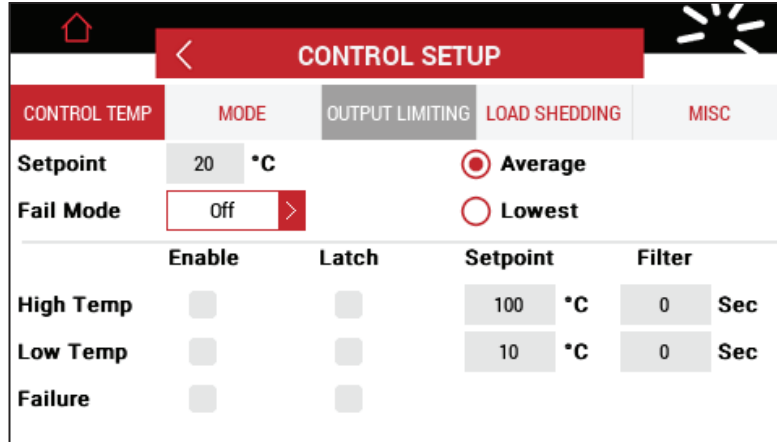 CONTROL SETUP
CONTROL TEMP MODE OUTPUT LIMITING LOAD SHEDDING MISC
Setpoint 20 °C Average
Fail Mode Off Lowest
Enable Latch Setpoint Filter
High Temp 100 °C 0 Sec
Low Temp 10 °C 0 Sec
Failure